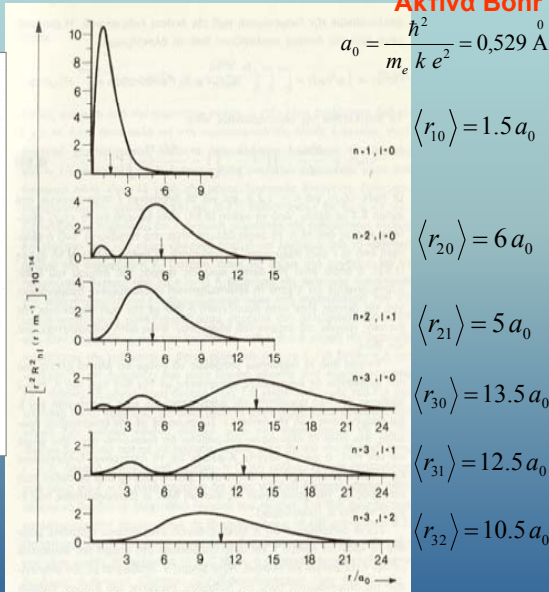 Ακτίνα Bohr
a₀ = ħ² / (mₑ k e²) = 0,529 Å
⟨r₁₀⟩ = 1.5 a₀
⟨r₂₀⟩ = 6 a₀
⟨r₂₁⟩ = 5 a₀
⟨r₃₀⟩ = 13.5 a₀
⟨r₃₁⟩ = 12.5 a₀
⟨r₃₂⟩ = 10.5 a₀
[r² R²ₙₗ (r) m⁻¹] × 10⁻¹⁴
10
8
6
4
2
0
3 6 9
n=1, l=0
4
2
0
3 6 9 12 15
n=2, l=0
4
2
0
3 6 9 12 15
n=2, l=1
2
0
3 6 9 12 15 18 21 24
n=3, l=0
2
0
3 6 9 12 15 18 21 24
n=3, l=1
2
0
3 6 9 12 15 18 21 24
n=3, l=2
r/a₀